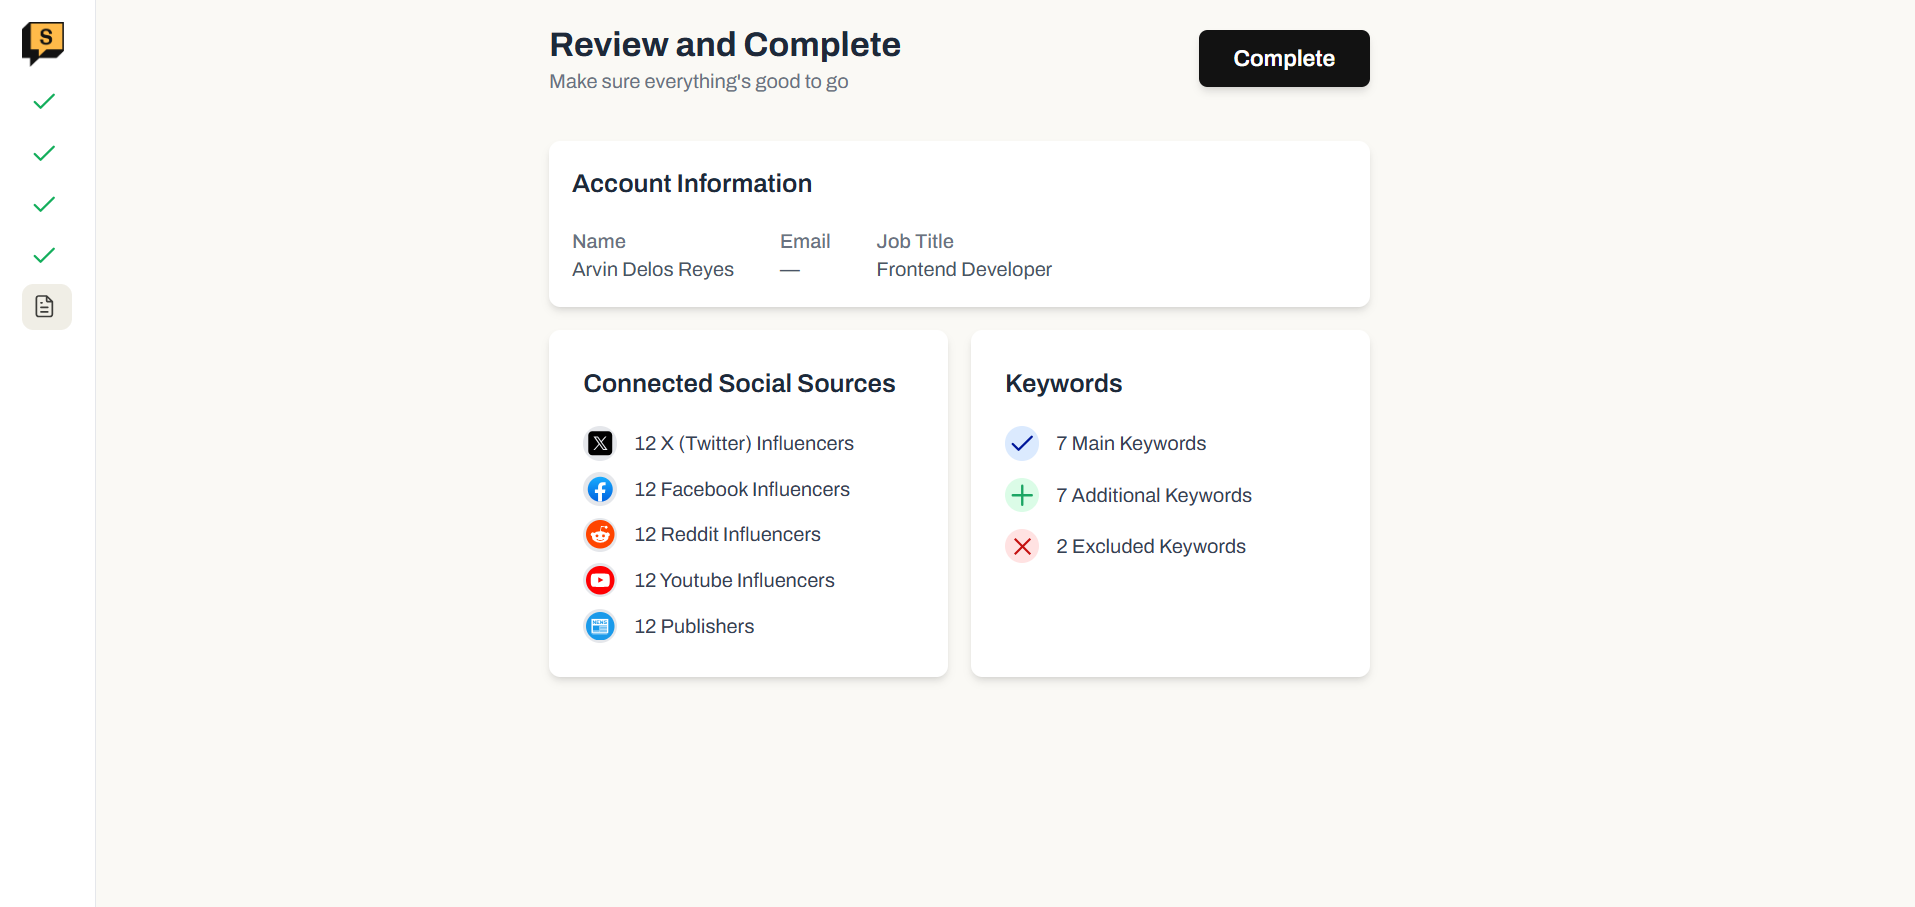 S
Review and Complete
Make sure everything's good to go
Complete
Account Information
Name
Arvin Delos Reyes
Email
—
Job Title
Frontend Developer
Connected Social Sources
12 X (Twitter) Influencers
12 Facebook Influencers
12 Reddit Influencers
12 Youtube Influencers
NEWS
12 Publishers
Keywords
7 Main Keywords
7 Additional Keywords
2 Excluded Keywords